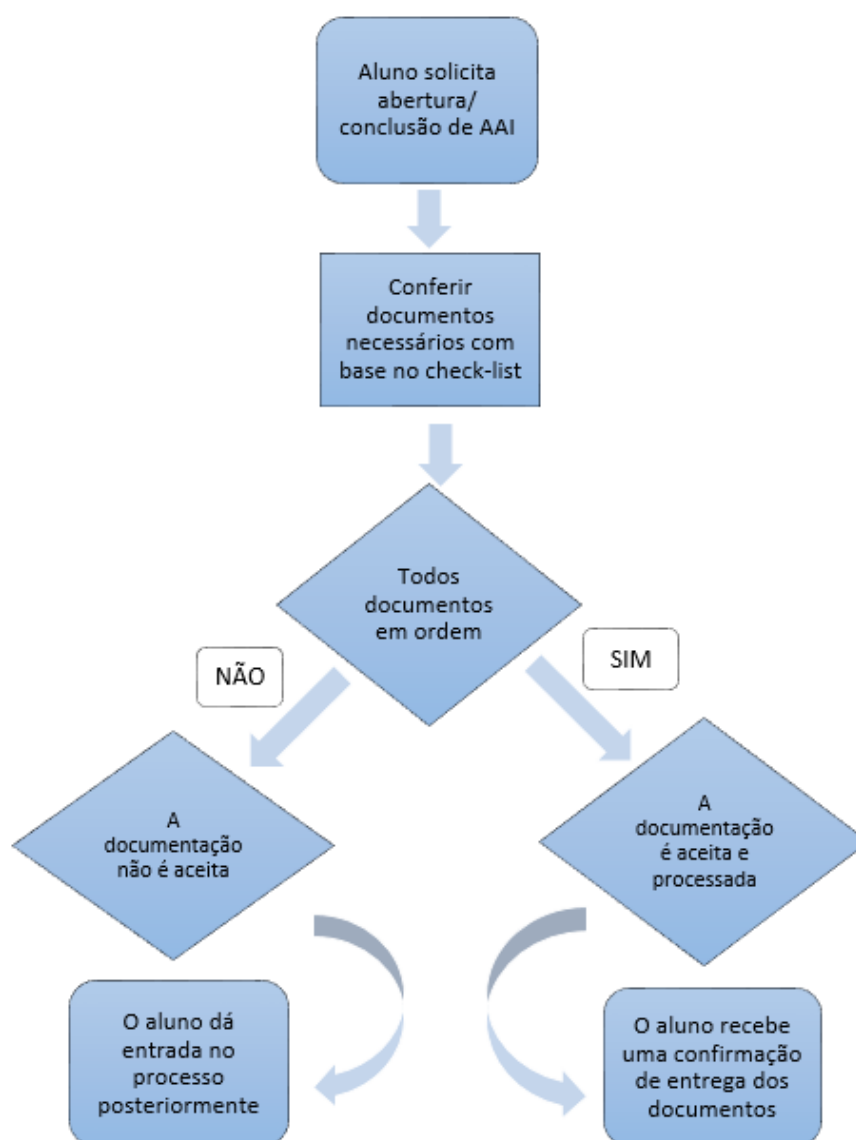 Aluno solicita
abertura/
conclusão de AAI
Conferir
documentos
necessários com
base no check-list
Todos
documentos
em ordem
NÃO
SIM
A
documentação
não é aceita
A
documentação
é aceita e
processada
O aluno dá
entrada no
processo
posteriormente
O aluno recebe
uma confirmação
de entrega dos
documentos